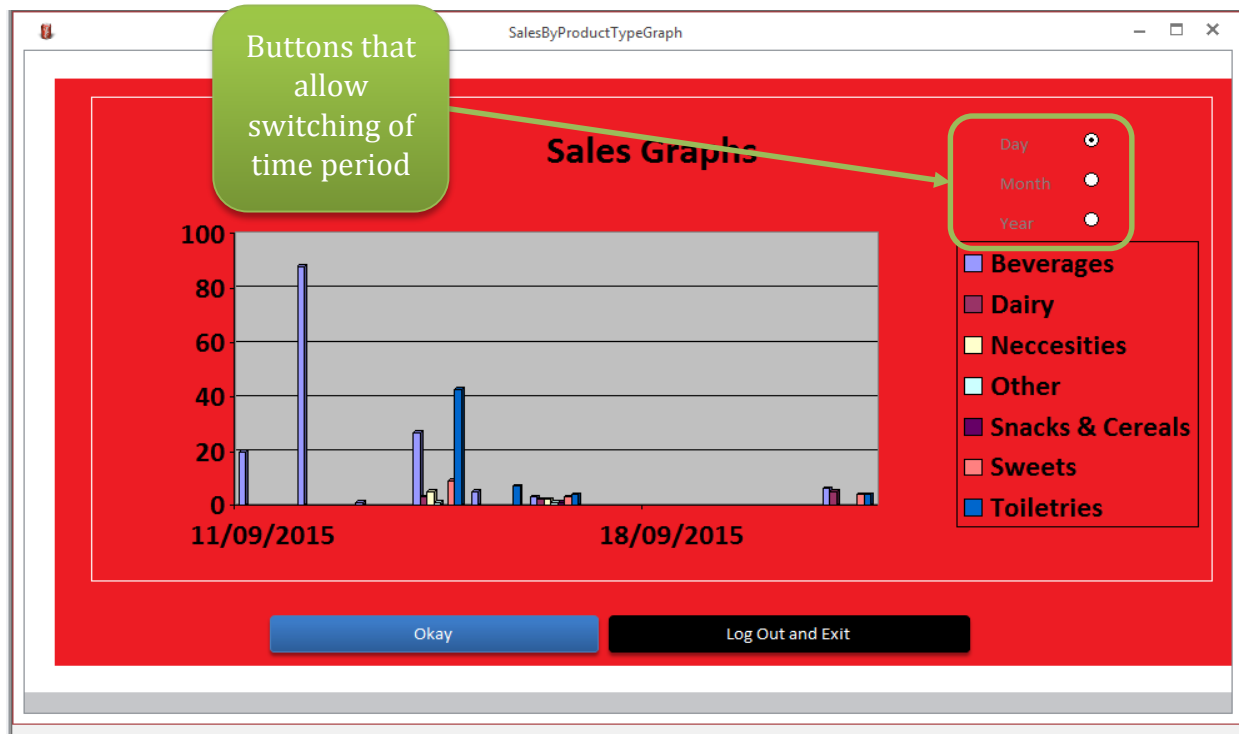 SalesByProductTypeGraph
Buttons that
allow
switching of
time period
Sales Graphs
Day
Month
Year
100
80
60
40
20
0
11/09/2015
18/09/2015
Beverages
Dairy
Neccesities
Other
Snacks & Cereals
Sweets
Toiletries
Okay
Log Out and Exit